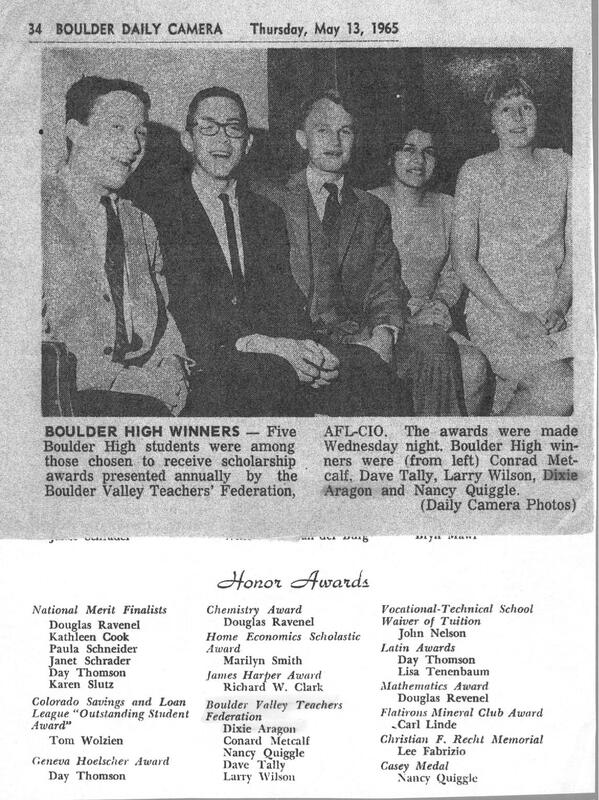 34 BOULDER DAILY CAMERA Thursday, May 13, 1965
BOULDER HIGH WINNERS — Five
Boulder High students were among
those chosen to receive scholarship
awards presented annually by the
Boulder Valley Teachers' Federation,
AFL-CIO. The awards were made
Wednesday night. Boulder High win-
ners were (from left) Conrad Met-
calf, Dave Tally, Larry Wilson, Dixie
Aragon and Nancy Quiggle.
(Daily Camera Photos)
Bryn Mawr
Honor Awards
National Merit Finalists
Douglas Ravenel
Kathleen Cook
Paula Schneider
Janet Schrader
Day Thomson
Karen Slutz
Colorado Savings and Loan
League "Outstanding Student
Award"
Tom Wolzien
Geneva Hoelscher Award
Day Thomson
Chemistry Award
Douglas Ravenel
Home Economics Scholastic
Award
Marilyn Smith
James Harper Award
Richard W. Clark
Boulder Valley Teachers
Federation
Dixie Aragon
Conard Metcalf
Nancy Quiggle
Dave Tally
Larry Wilson
Vocational-Technical School
Waiver of Tuition
John Nelson
Latin Awards
Day Thomson
Lisa Tenenbaum
Mathematics Award
Douglas Revenel
Flatirons Mineral Club Award
Carl Linde
Christian F. Recht Memorial
Lee Fabrizio
Casey Medal
Nancy Quiggle